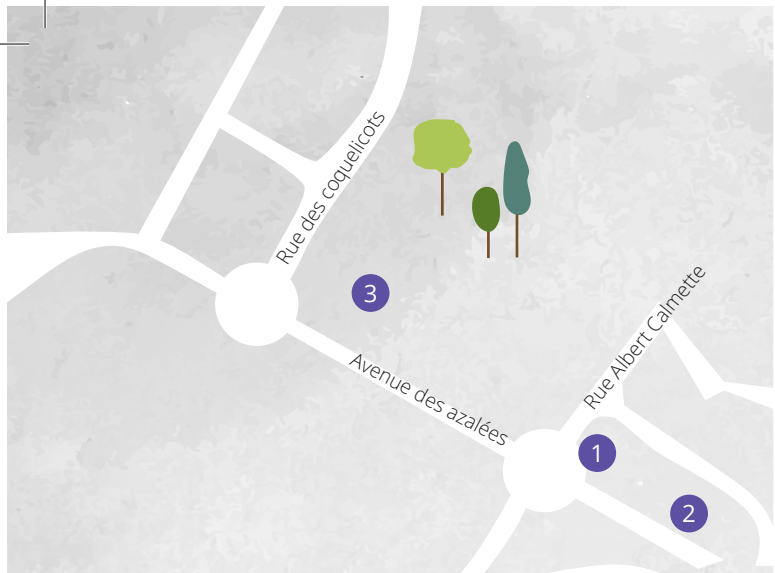 Rue des coquelicots
3
Avenue des azalées
Rue Albert Calmette
1
2